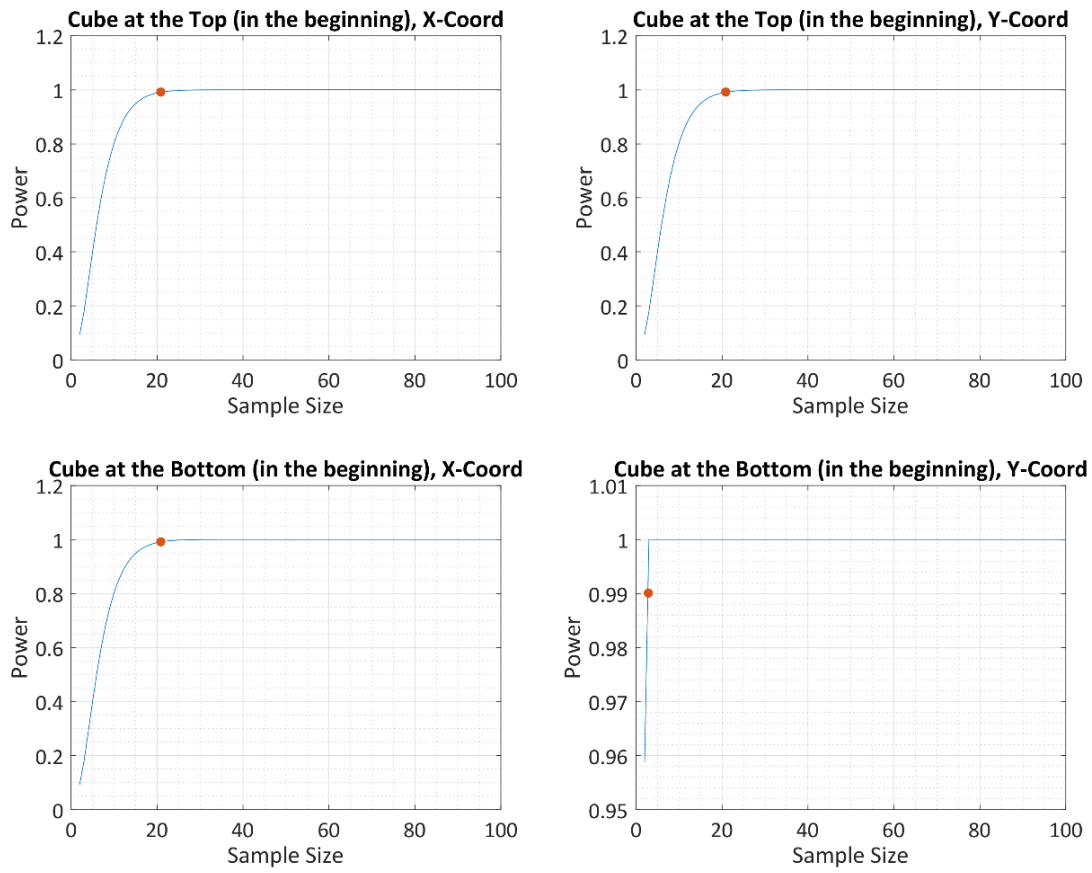 Cube at the Top (in the beginning), X-Coord
1.2
1
0.8
0.6
0.4
0.2
0
Power
0 20 40 60 80 100
Sample Size
Cube at the Top (in the beginning), Y-Coord
1.2
1
0.8
0.6
0.4
0.2
0
Power
0 20 40 60 80 100
Sample Size
Cube at the Bottom (in the beginning), X-Coord
1.2
1
0.8
0.6
0.4
0.2
0
Power
0 20 40 60 80 100
Sample Size
Cube at the Bottom (in the beginning), Y-Coord
1.01
1
0.99
0.98
0.97
0.96
0.95
Power
0 20 40 60 80 100
Sample Size